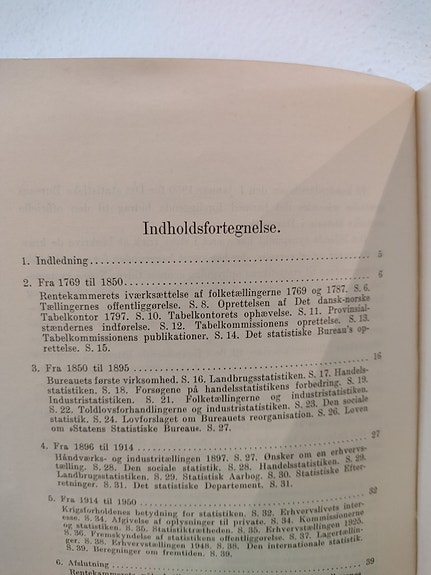 Indholdsfortegnelse.
1. Indledning 5
2. Fra 1769 til 1850 6
Rentekammerets iværksættelse af folketællingerne 1769 og 1787. S. 6.
Tællingernes offentliggørelse. S. 8. Oprettelsen af Det dansk-norske
Tabelkontor 1797. S. 10. Tabelkontorets ophævelse. S. 11. Provinsial-
stændernes indførelse. S. 12. Tabelkommissionens oprettelse. S. 13.
Tabelkommissionens publikationer. S. 14. Det statistiske Bureau's op-
rettelse. S. 15.
3. Fra 1850 til 1895 16
Bureauets første virksomhed. S. 16. Landbrugsstatistiken. S. 17. Handels-
statistiken. S. 18. Forsøgene på handelsstatistikens forbedring. S. 19.
Industristatistiken. S. 21. Folketællingerne og industristatistiken.
S. 22. Toldlovsforhandlingerne og industristatistiken. S. 23. Den sociale
statistik. S. 24. Lovforslaget om Bureauets reorganisation. S. 26. Loven
om »Statens Statistiske Bureau«. S. 27.
4. Fra 1896 til 1914 27
Håndværks- og industritællingen 1897. S. 27. Ønsker om en erhvervs-
tælling. S. 28. Den sociale statistik. S. 28. Handelsstatistiken. S. 29.
Landbrugsstatistiken. S. 29. Statistisk Aarbog. S. 30. Statistiske Efter-
retninger. S. 31. Det statistiske Departement. S. 31.
5. Fra 1914 til 1950 32
Krigsforholdenes betydning for statistiken. S. 32. Erhvervslivets inter-
esse. S. 34. Afgivelse af oplysninger til private. S. 34. Kommissionerne
og statistiken. S. 35. Statistiktrætheden. S. 35. Erhvervstællingen 1925.
S. 36. Fremskyndelse af statistikens offentliggørelse. S. 37. Lagertællin-
ger. S. 38. Erhvervstællingen 1948. S. 38. Den internationale statistik.
S. 39. Beregninger om fremtiden. S. 39.
6. Afslutning 39